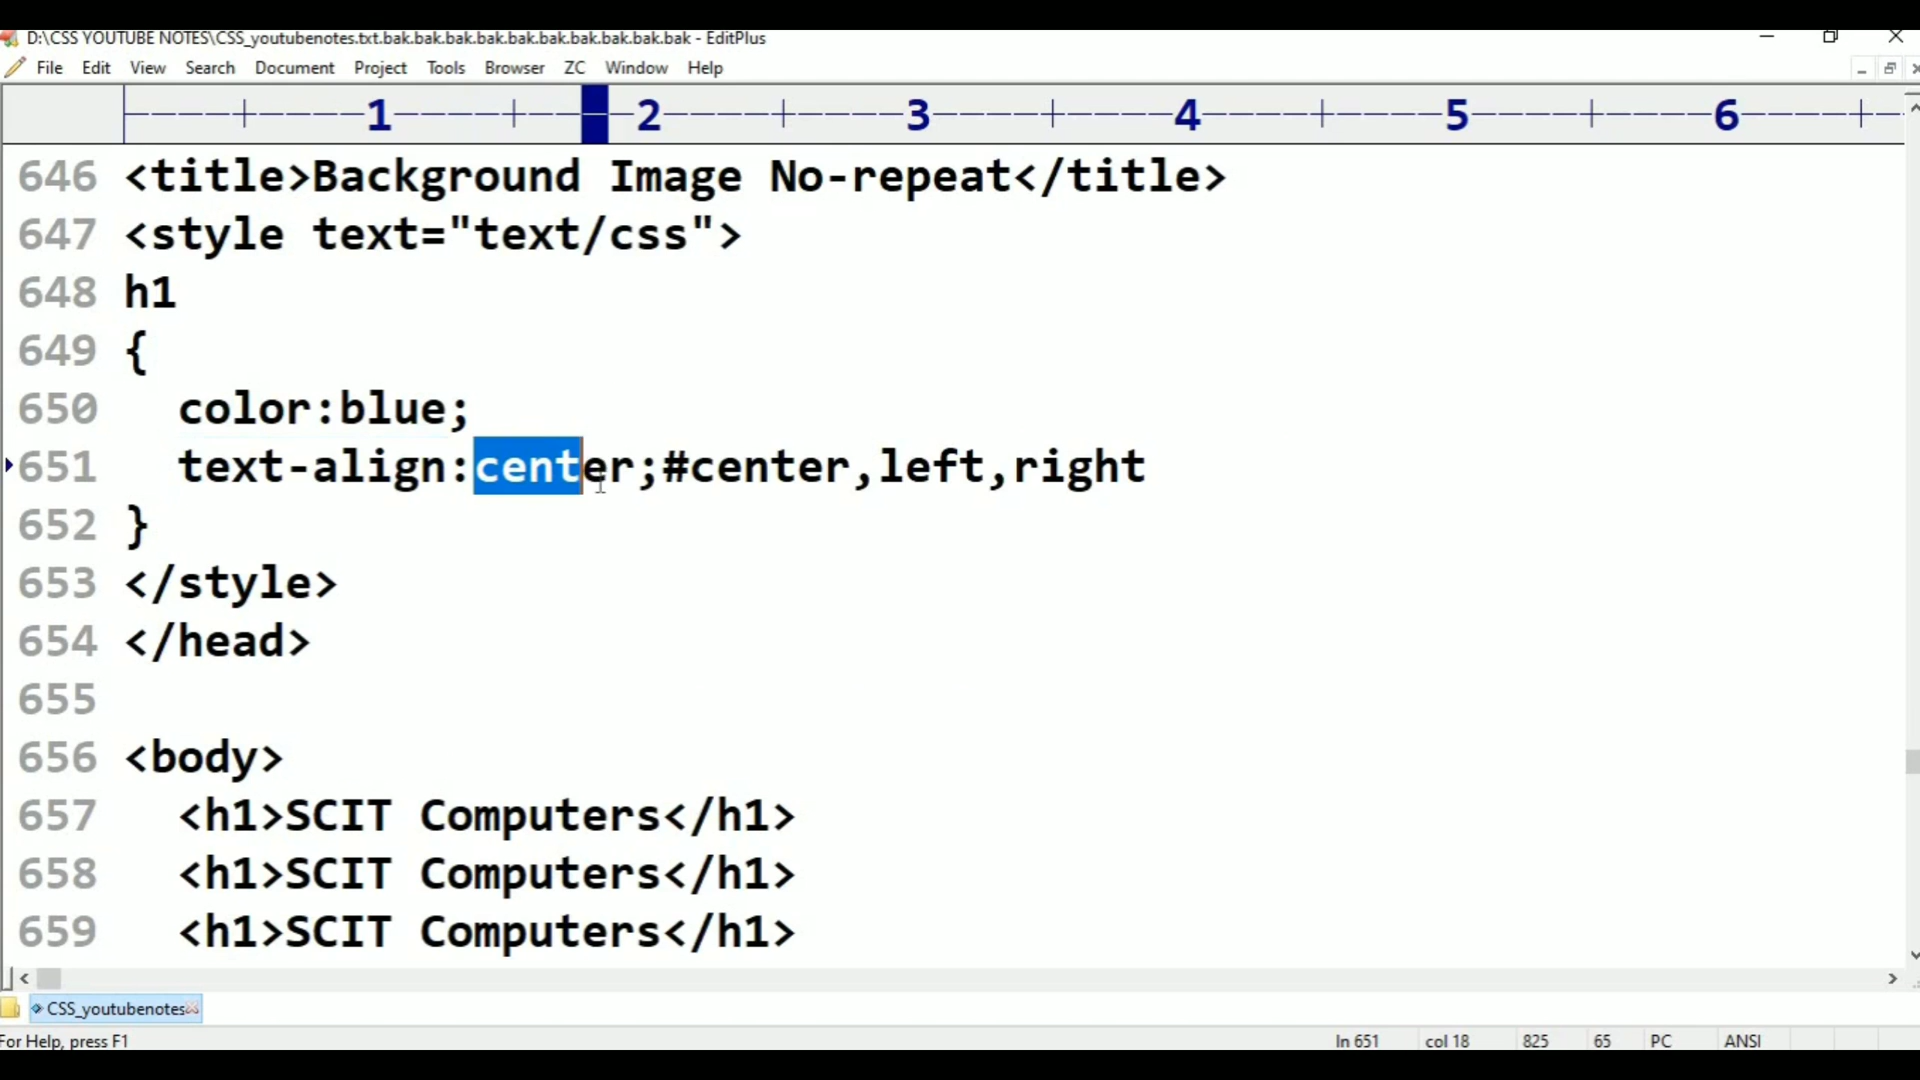 D:\CSS YOUTUBE NOTES\CSS_youtubenotes.txt.bak.bak.bak.bak.bak.bak.bak.bak.bak.bak - EditPlus
File Edit View Search Document Project Tools Browser ZC Window Help
1 2 3 4 5 6
646 <title>Background Image No-repeat</title>
647 <style text="text/css">
648 h1
649 {
650 color:blue;
651 text-align:center;#center,left,right
652 }
653 </style>
654 </head>
655
656 <body>
657 <h1>SCIT Computers</h1>
658 <h1>SCIT Computers</h1>
659 <h1>SCIT Computers</h1>
CSS_youtubenotes
For Help, press F1 ln 651 col 18 825 65 PC ANSI